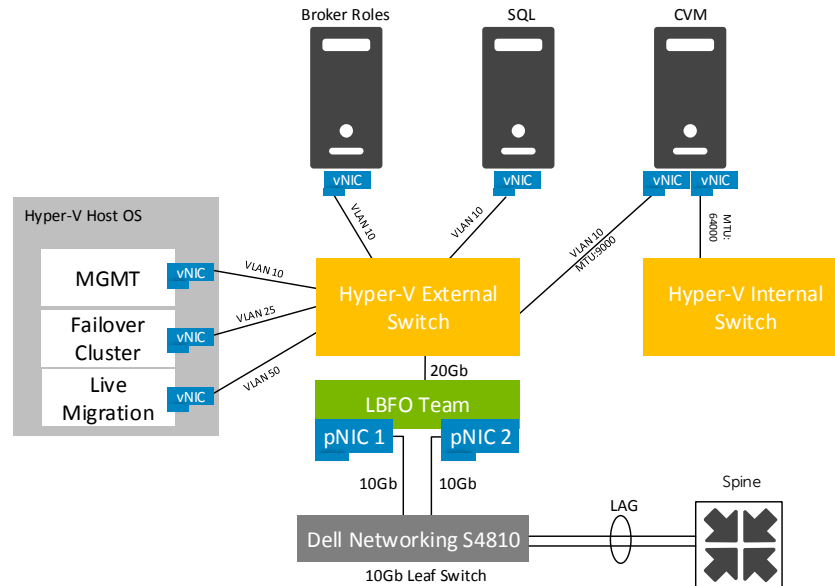 Broker Roles
SQL
CVM
vNIC
vNIC
vNIC
vNIC
VLAN 10
VLAN 10
VLAN 10
MTU:9000
MTU:
64000
Hyper-V Host OS
MGMT
vNIC
VLAN 10
Failover
Cluster
vNIC
VLAN 25
Live
Migration
vNIC
VLAN 50
Hyper-V External
Switch
Hyper-V Internal
Switch
20Gb
LBFO Team
pNIC 1
pNIC 2
10Gb
10Gb
Dell Networking S4810
10Gb Leaf Switch
LAG
Spine